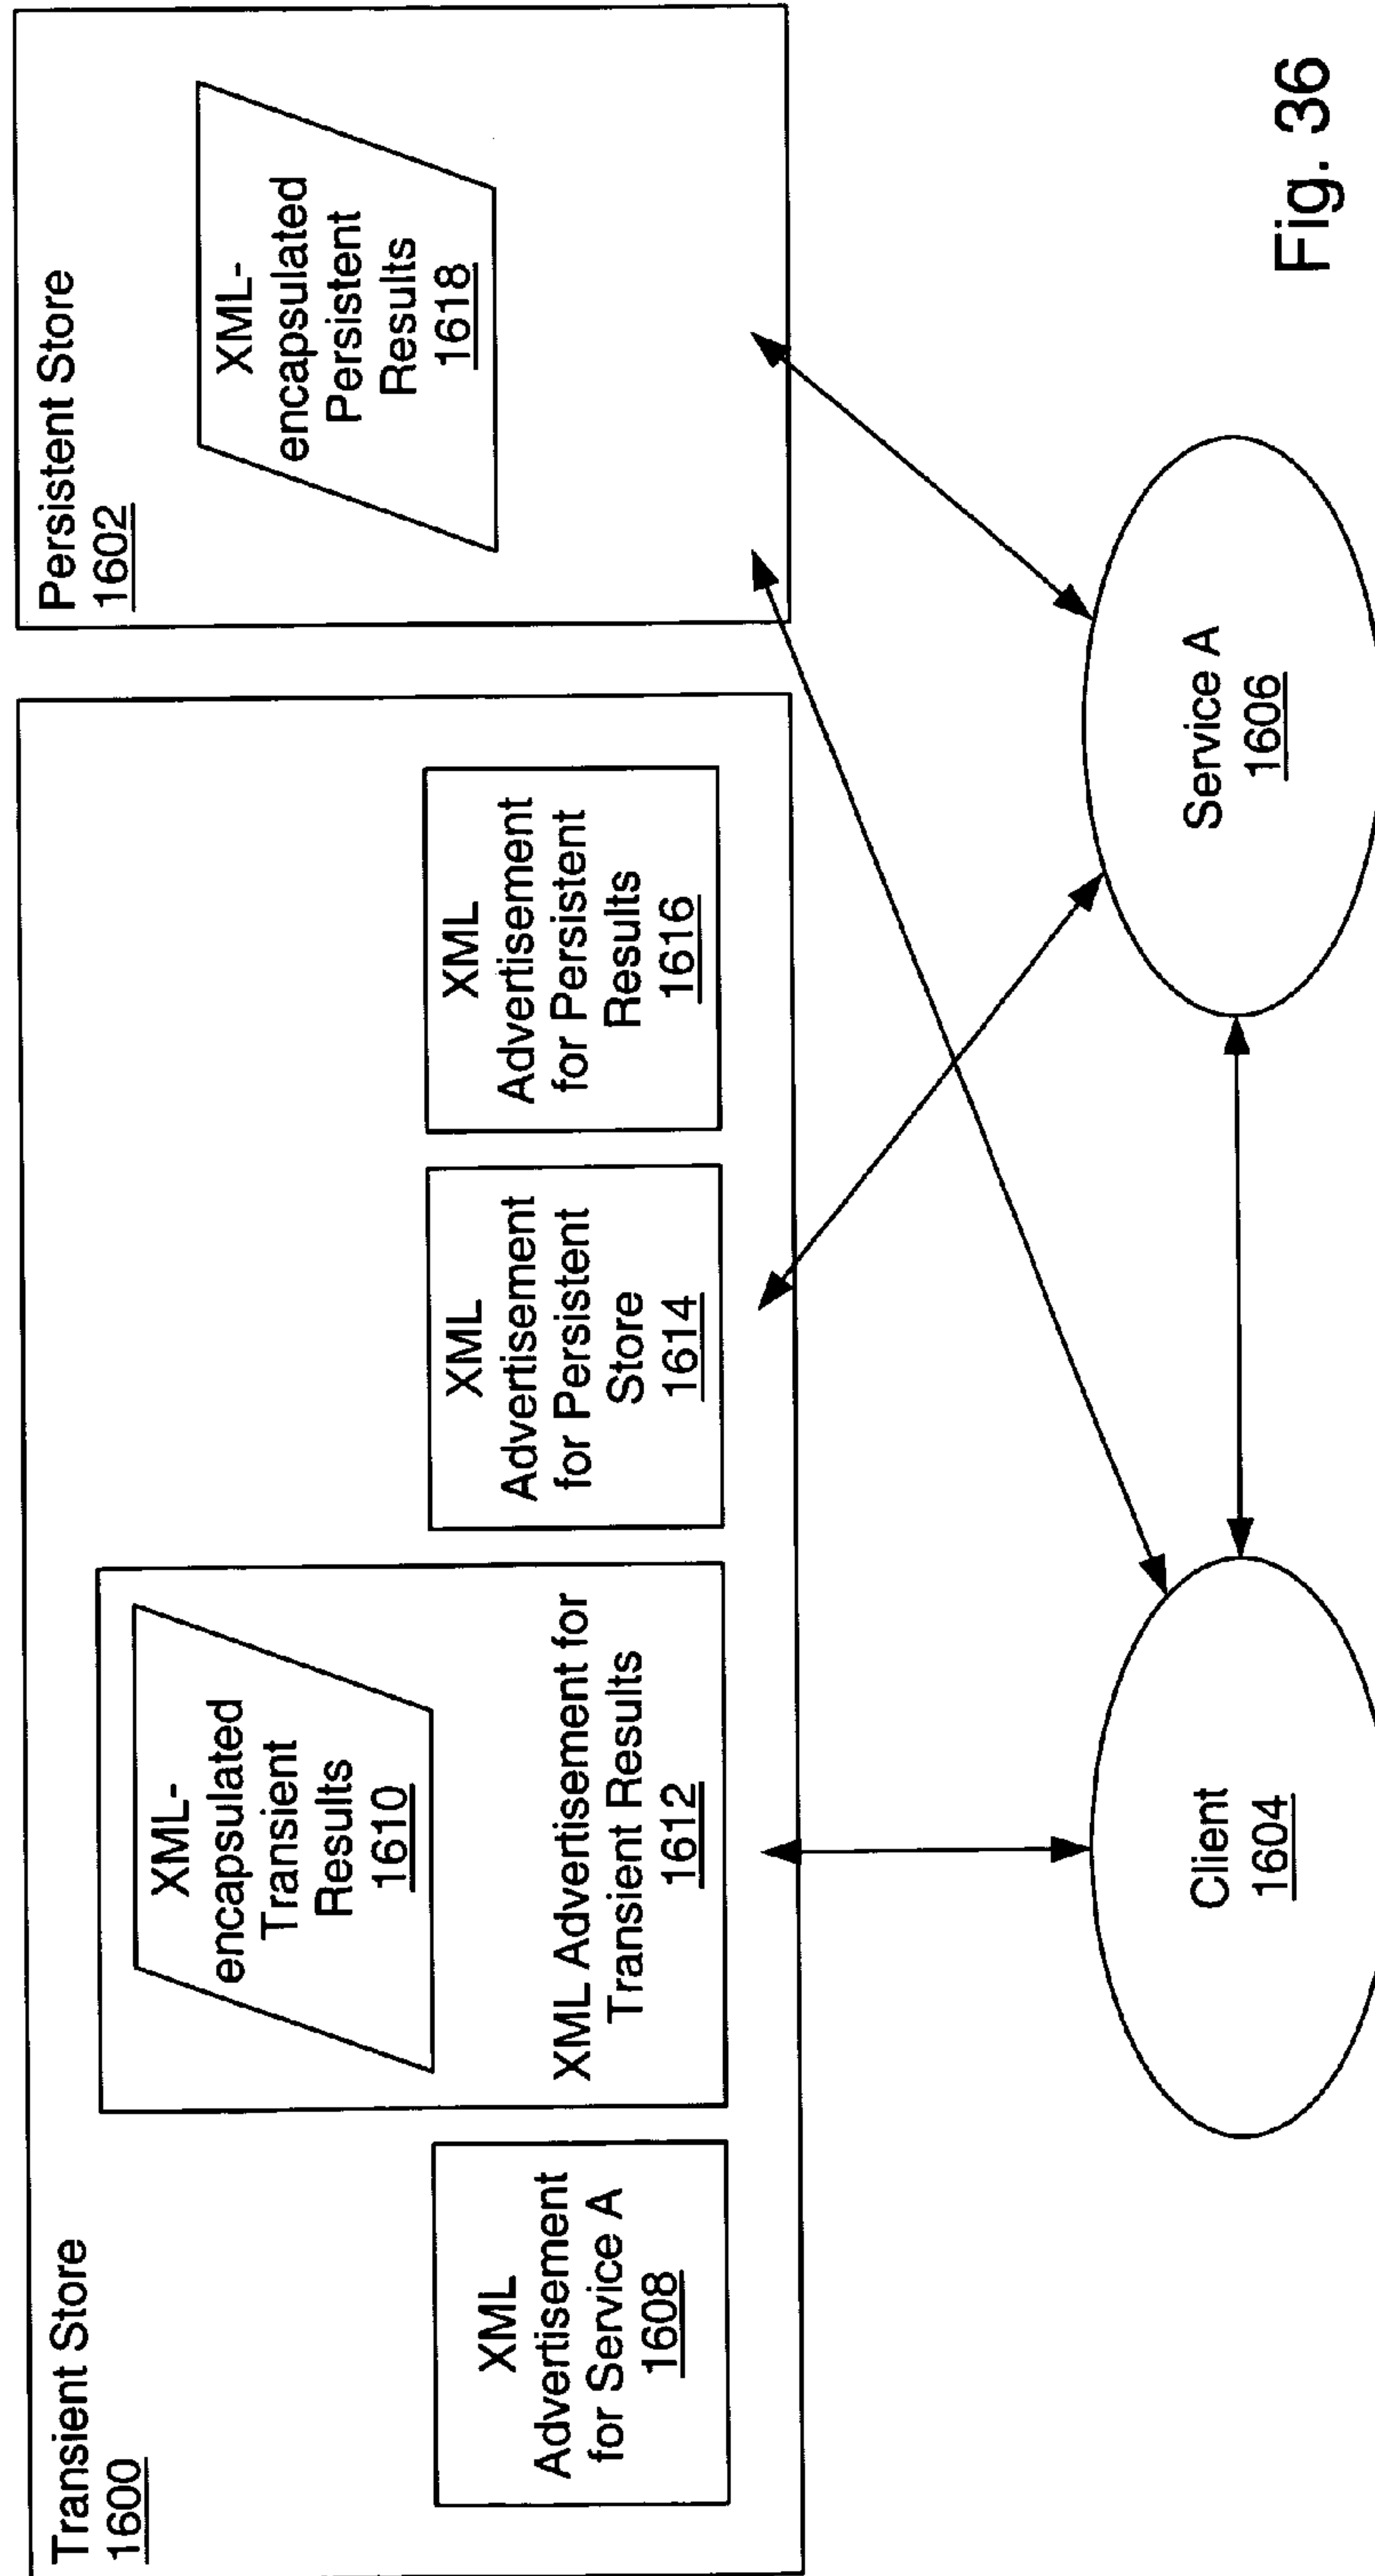 Transient Store
1600
XML
Advertisement
for Service A
1608
XML-
encapsulated
Transient
Results
1610
XML Advertisement for
Transient Results
1612
XML
Advertisement
for Persistent
Store
1614
XML
Advertisement
for Persistent
Results
1616
Persistent Store
1602
XML-
encapsulated
Persistent
Results
1618
Client
1604
Service A
1606
Fig. 36